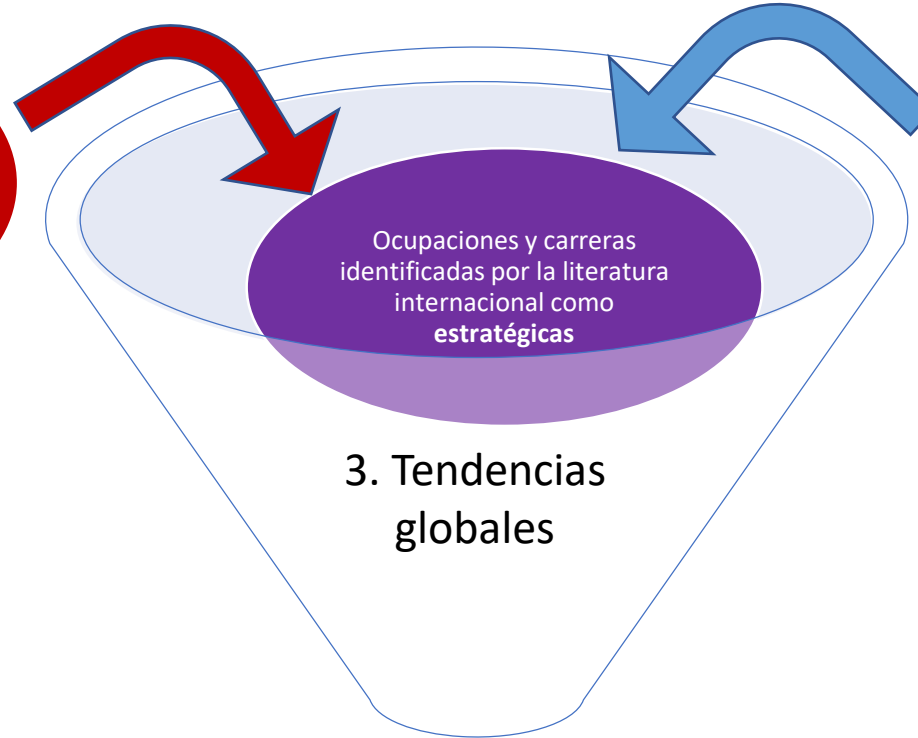 Ocupaciones y carreras
identificadas por la literatura
internacional como
estratégicas
3. Tendencias
globales